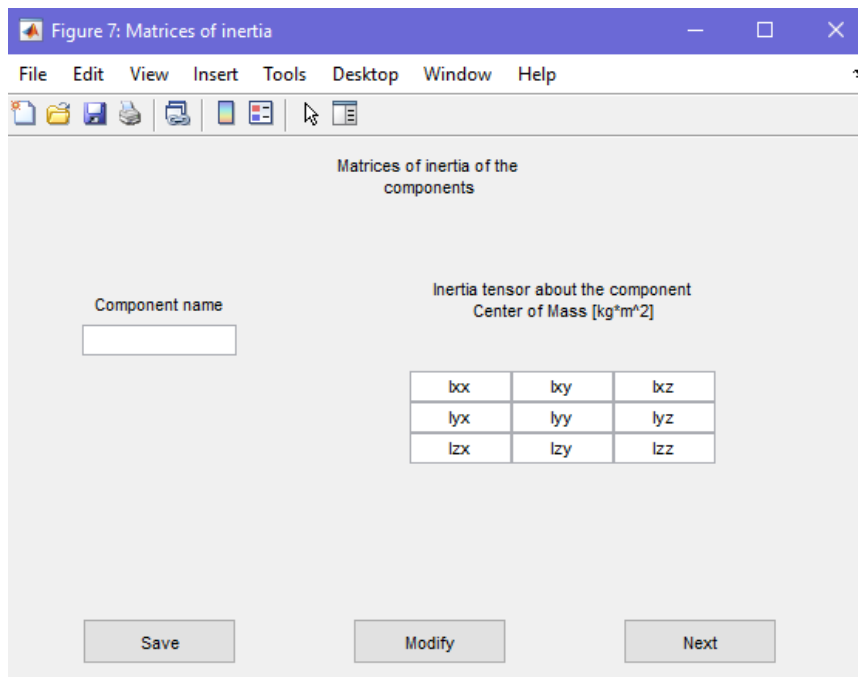 Figure 7: Matrices of inertia
File Edit View Insert Tools Desktop Window Help
Matrices of inertia of the
components
Component name
Inertia tensor about the component
Center of Mass [kg*m^2]
Ixx Ixy Ixz
Iyx Iyy Iyz
Izx Izy Izz
Save Modify Next